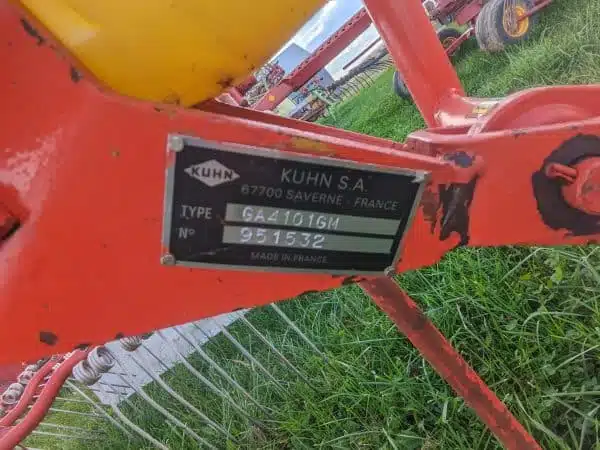 KUHN
KUHN S.A.
67700 SAVERNE - FRANCE
TYPE GA4101GM
N° 951532
MADE IN FRANCE